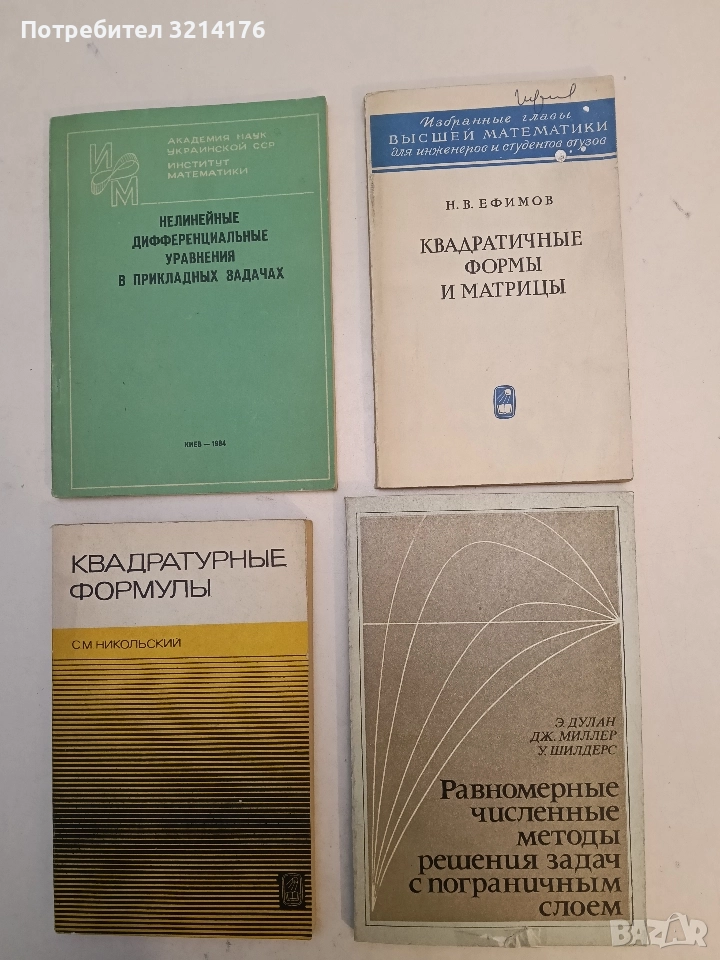 Потребител 3214176
И
М
АКАДЕМИЯ НАУК
УКРАИНСКОЙ ССР
ИНСТИТУТ
МАТЕМАТИКИ
НЕЛИНЕЙНЫЕ
ДИФФЕРЕНЦИАЛЬНЫЕ
УРАВНЕНИЯ
В ПРИКЛАДНЫХ ЗАДАЧАХ
КИЕВ — 1984
Избранные главы
ВЫСШЕЙ МАТЕМАТИКИ
для инженеров и студентов втузов
Н. В. ЕФИМОВ
КВАДРАТИЧНЫЕ
ФОРМЫ
И МАТРИЦЫ
КВАДРАТУРНЫЕ
ФОРМУЛЫ
С.М.НИКОЛЬСКИЙ
Э. ДУЛАН
ДЖ. МИЛЛЕР
У. ШИЛДЕРС
Равномерные
численные
методы
решения задач
с пограничным
слоем
BAZAR